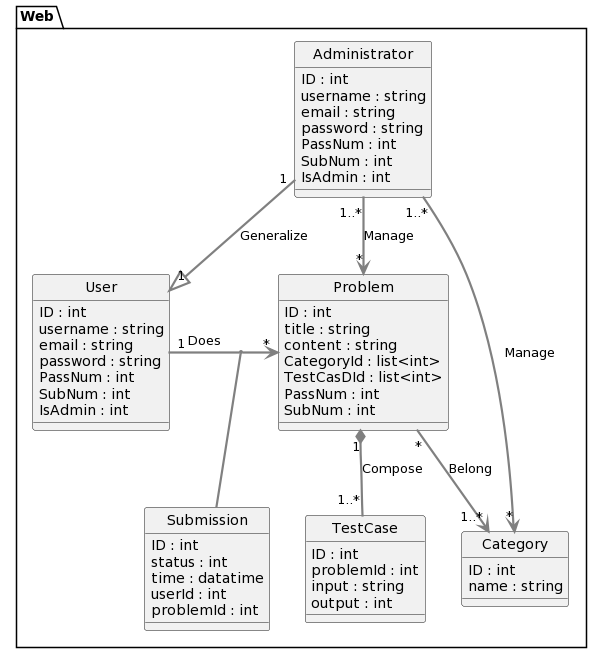 Web
Administrator
ID : int
username : string
email : string
password : string
PassNum : int
SubNum : int
IsAdmin : int
1
1..*
1..*
Generalize
Manage
1
*
User
ID : int
username : string
email : string
password : string
PassNum : int
SubNum : int
IsAdmin : int
Problem
ID : int
title : string
content : string
CategoryId : list<int>
TestCasDId : list<int>
PassNum : int
SubNum : int
1
Does
*
Manage
1
*
Compose
Belong
1..*
1..*
*
Submission
ID : int
status : int
time : datatime
userId : int
problemId : int
TestCase
ID : int
problemId : int
input : string
output : int
Category
ID : int
name : string